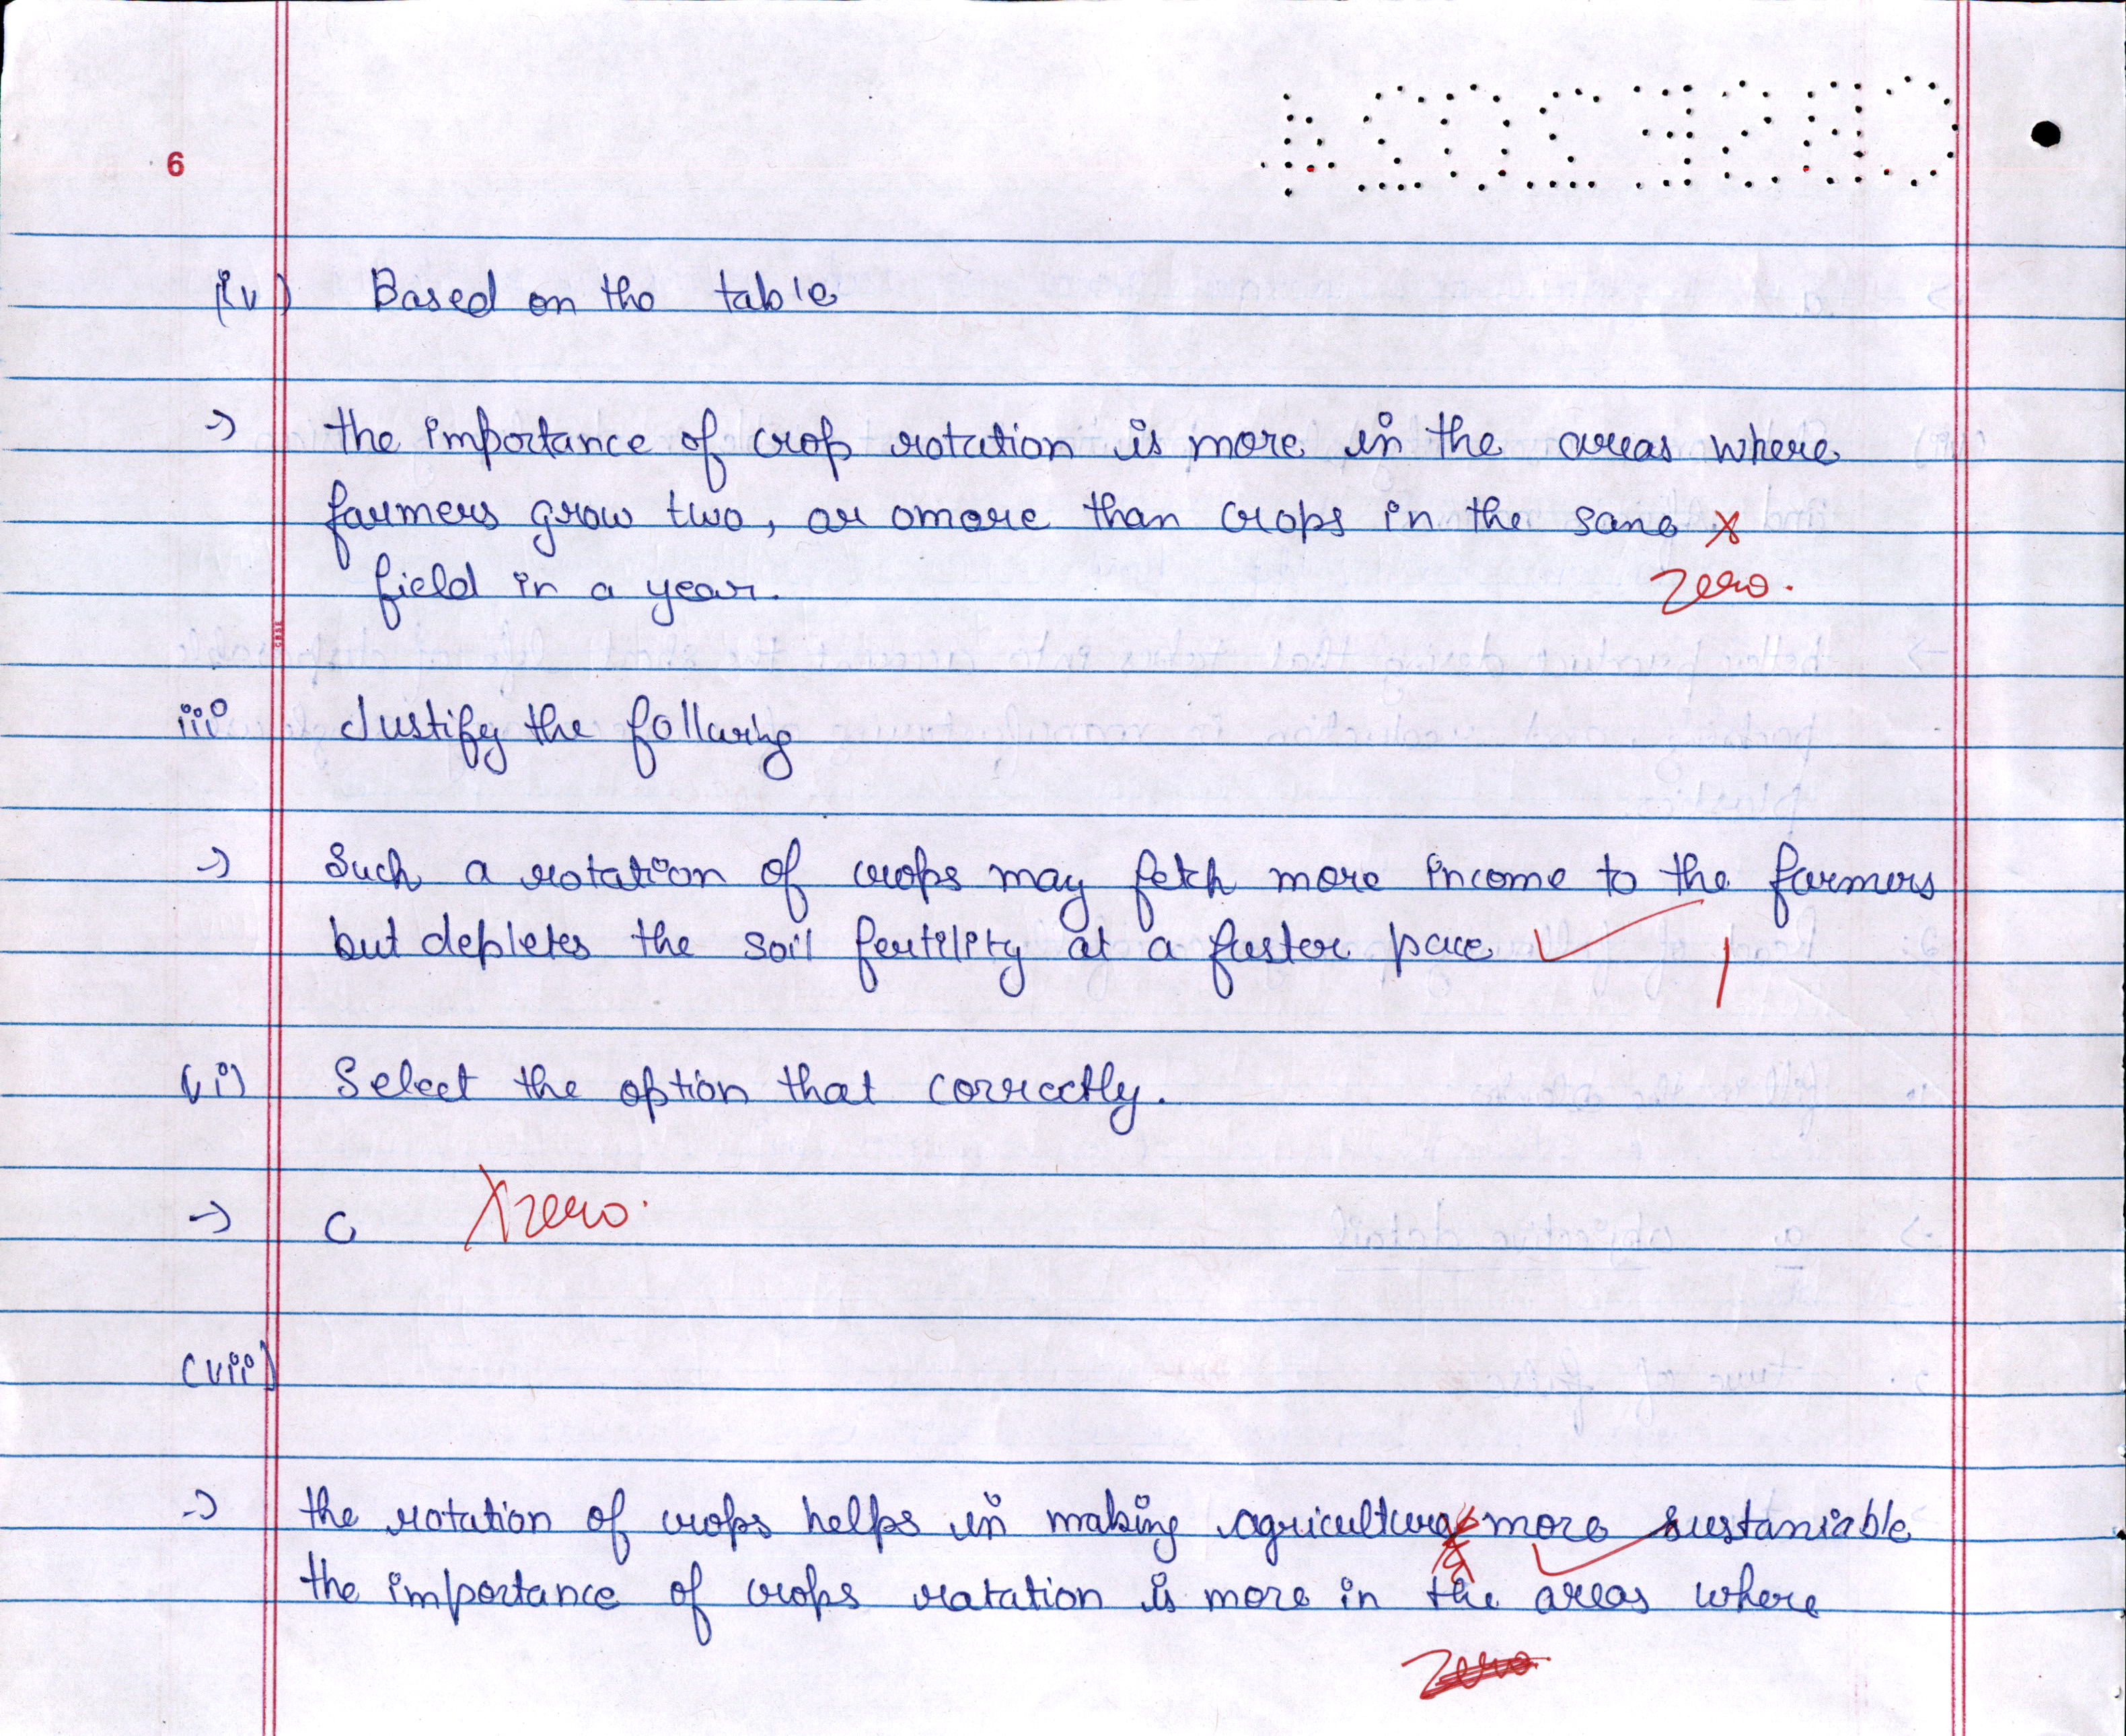 CBSE2024
6
(iv) Based on the table
→ the importance of crop rotation is more in the areas where
farmers grow two, or omore than crops in the same x
field in a year. Zero.
iii Justify the following
→ Such a rotation of crops may fetch more income to the farmers
but depletes the soil fertility at a faster pace 1
(vi) Select the option that correctly.
→ C X zero.
(vii)
→ the rotation of crops helps in making agriculture more sustaniable
the importance of crops ratation is more in the areas where
Zero